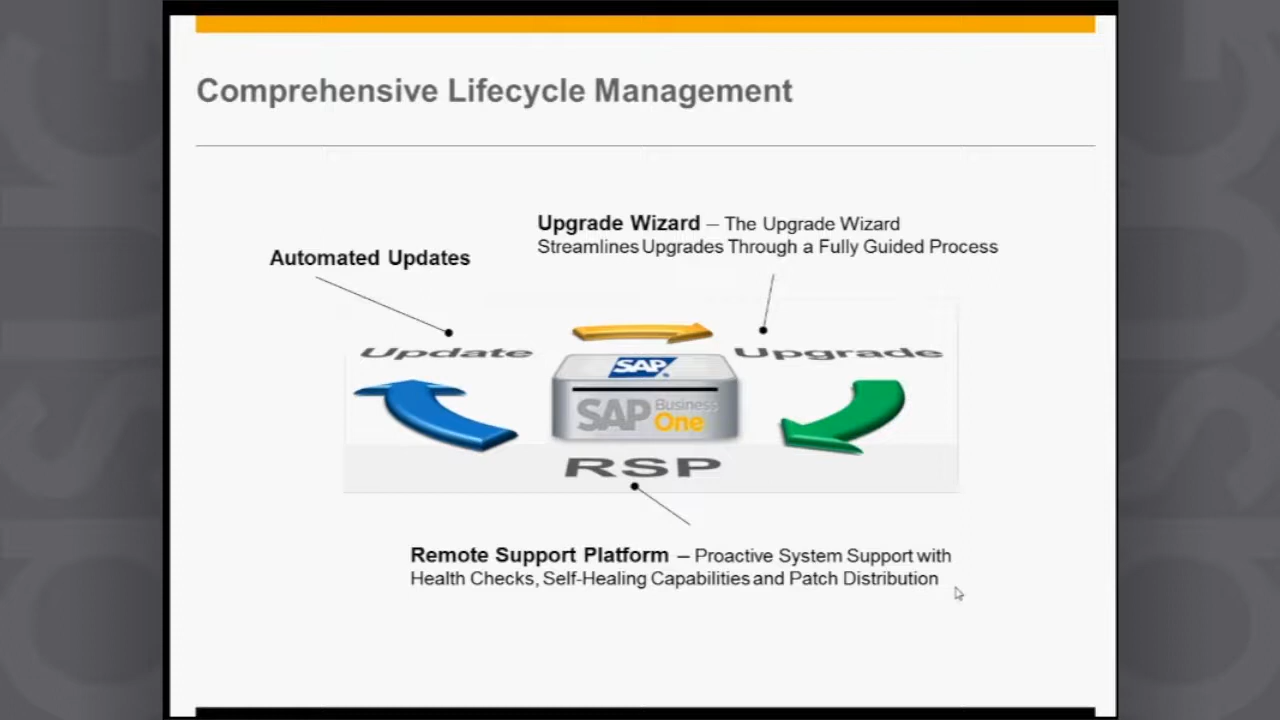 Comprehensive Lifecycle Management
Upgrade Wizard – The Upgrade Wizard
Streamlines Upgrades Through a Fully Guided Process
Automated Updates
Update
Upgrade
SAP
SAP Business One
RSP
Remote Support Platform – Proactive System Support with
Health Checks, Self-Healing Capabilities and Patch Distribution